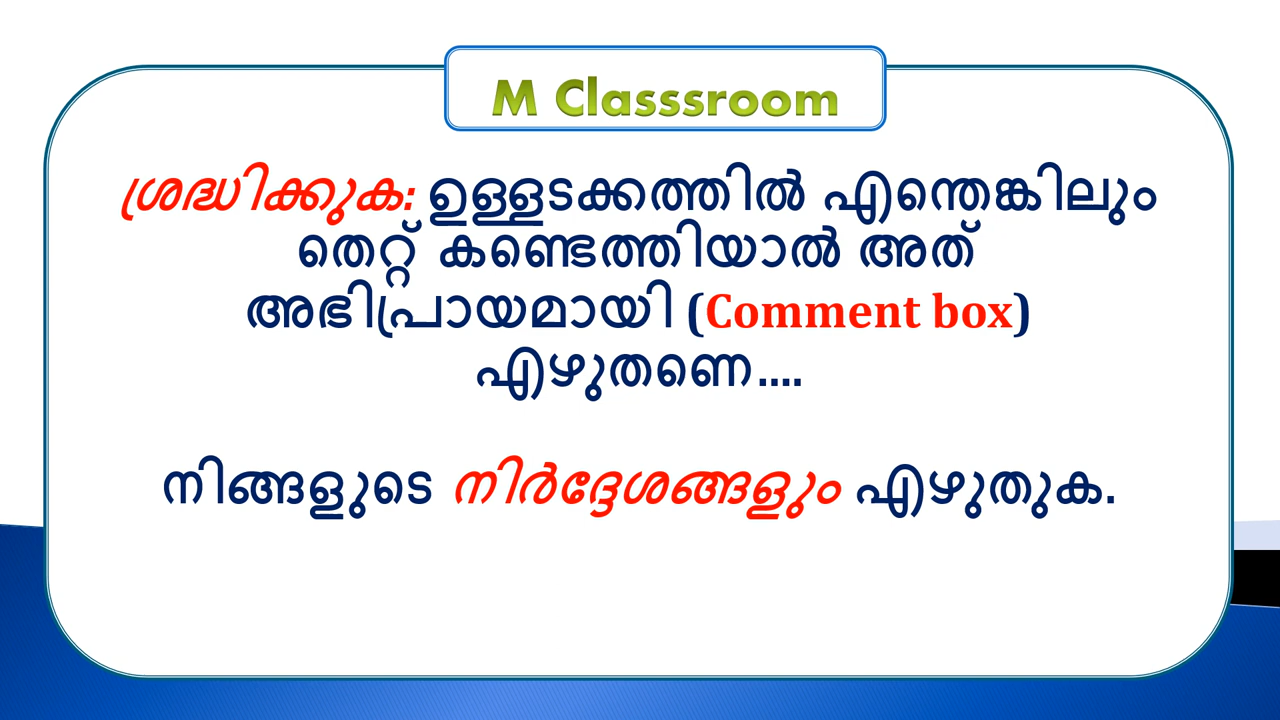 M Classsroom
ശ്രദ്ധിക്കുക: ഉള്ളടക്കത്തിൽ എന്തെങ്കിലും
തെറ്റ് കണ്ടെത്തിയാൽ അത്
അഭിപ്രായമായി (Comment box)
എഴുതണെ....
നിങ്ങളുടെ നിർദ്ദേശങ്ങളും എഴുതുക.